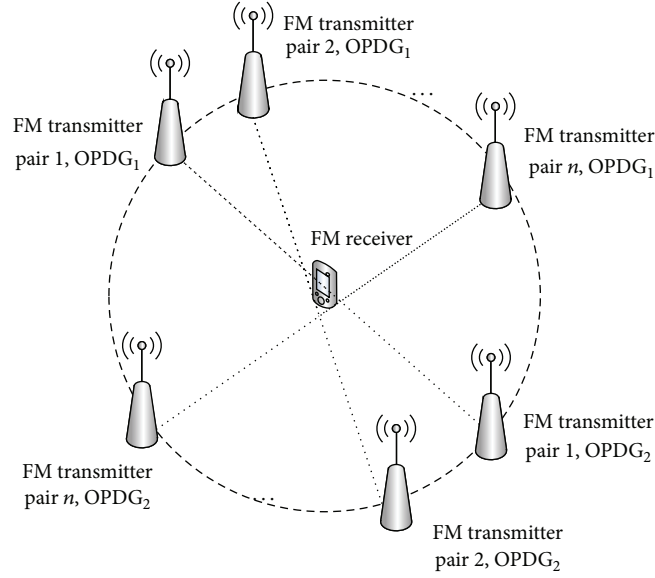 FM transmitter
pair 2, OPDG₁
...
FM transmitter
pair 1, OPDG₁
FM transmitter
pair n, OPDG₁
FM receiver
FM transmitter
pair 1, OPDG₂
FM transmitter
pair n, OPDG₂
...
FM transmitter
pair 2, OPDG₂